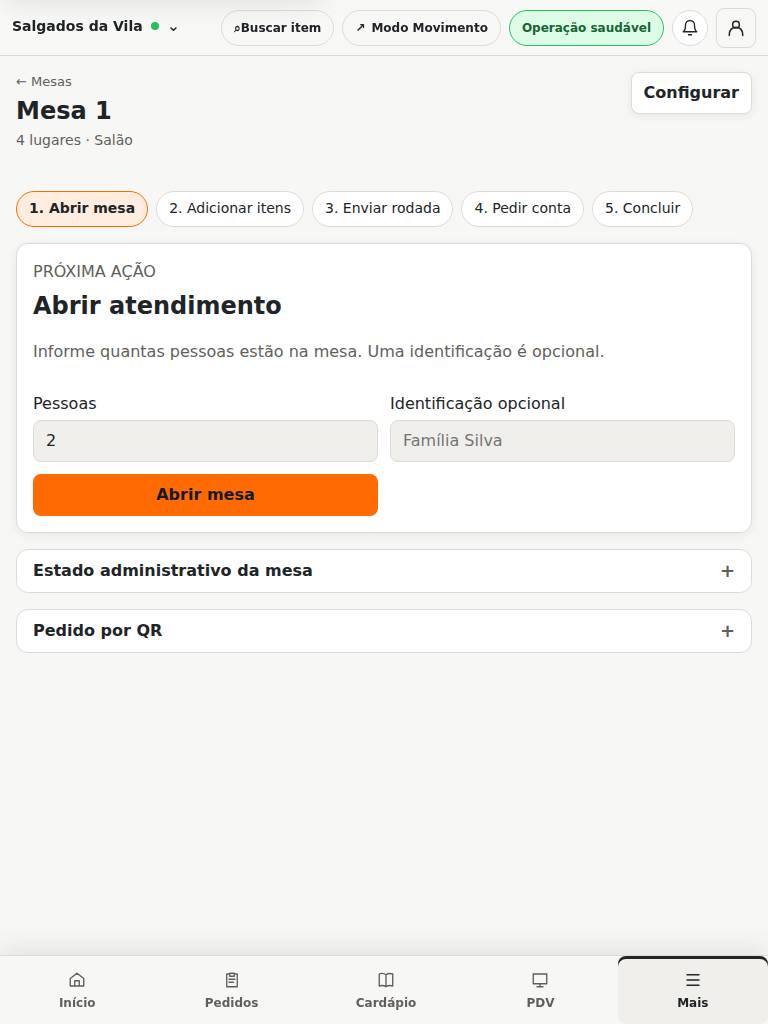 Salgados da Vila
Buscar item
↗ Modo Movimento
Operação saudável
← Mesas
Mesa 1
4 lugares · Salão
Configurar
1. Abrir mesa
2. Adicionar itens
3. Enviar rodada
4. Pedir conta
5. Concluir
PRÓXIMA AÇÃO
Abrir atendimento
Informe quantas pessoas estão na mesa. Uma identificação é opcional.
Pessoas
Identificação opcional
2
Família Silva
Abrir mesa
Estado administrativo da mesa +
Pedido por QR +
Início
Pedidos
Cardápio
PDV
Mais